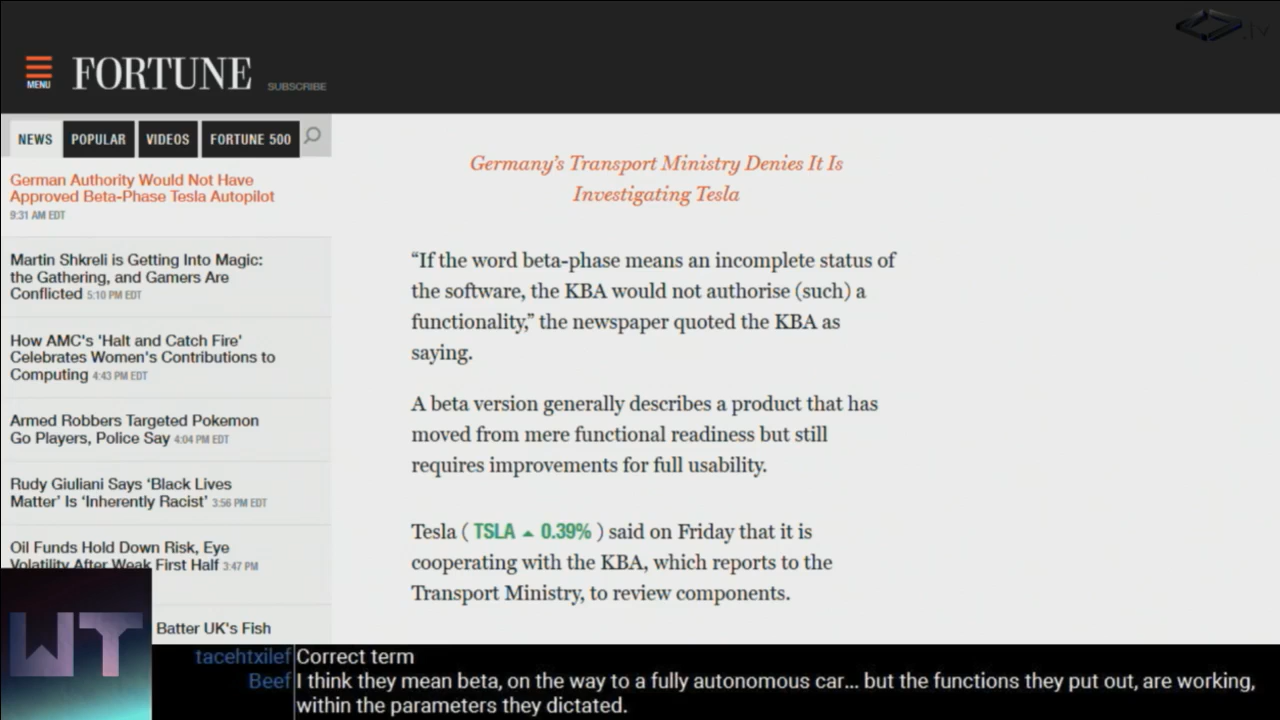 MENU
FORTUNE
SUBSCRIBE
NEWS
POPULAR
VIDEOS
FORTUNE 500
German Authority Would Not Have
Approved Beta-Phase Tesla Autopilot
9:31 AM EDT
Martin Shkreli is Getting Into Magic:
the Gathering, and Gamers Are
Conflicted 5:10 PM EDT
How AMC's 'Halt and Catch Fire'
Celebrates Women's Contributions to
Computing 4:43 PM EDT
Armed Robbers Targeted Pokemon
Go Players, Police Say 4:04 PM EDT
Rudy Giuliani Says ‘Black Lives
Matter’ Is ‘Inherently Racist’ 3:56 PM EDT
Oil Funds Hold Down Risk, Eye
Volatility After Weak First Half 3:47 PM
Batter UK's Fish
Germany’s Transport Ministry Denies It Is
Investigating Tesla
“If the word beta-phase means an incomplete status of
the software, the KBA would not authorise (such) a
functionality,” the newspaper quoted the KBA as
saying.
A beta version generally describes a product that has
moved from mere functional readiness but still
requires improvements for full usability.
Tesla ( TSLA 0.39% ) said on Friday that it is
cooperating with the KBA, which reports to the
Transport Ministry, to review components.
WT
tacehtxilef Correct term
Beef I think they mean beta, on the way to a fully autonomous car... but the functions they put out, are working,
within the parameters they dictated.